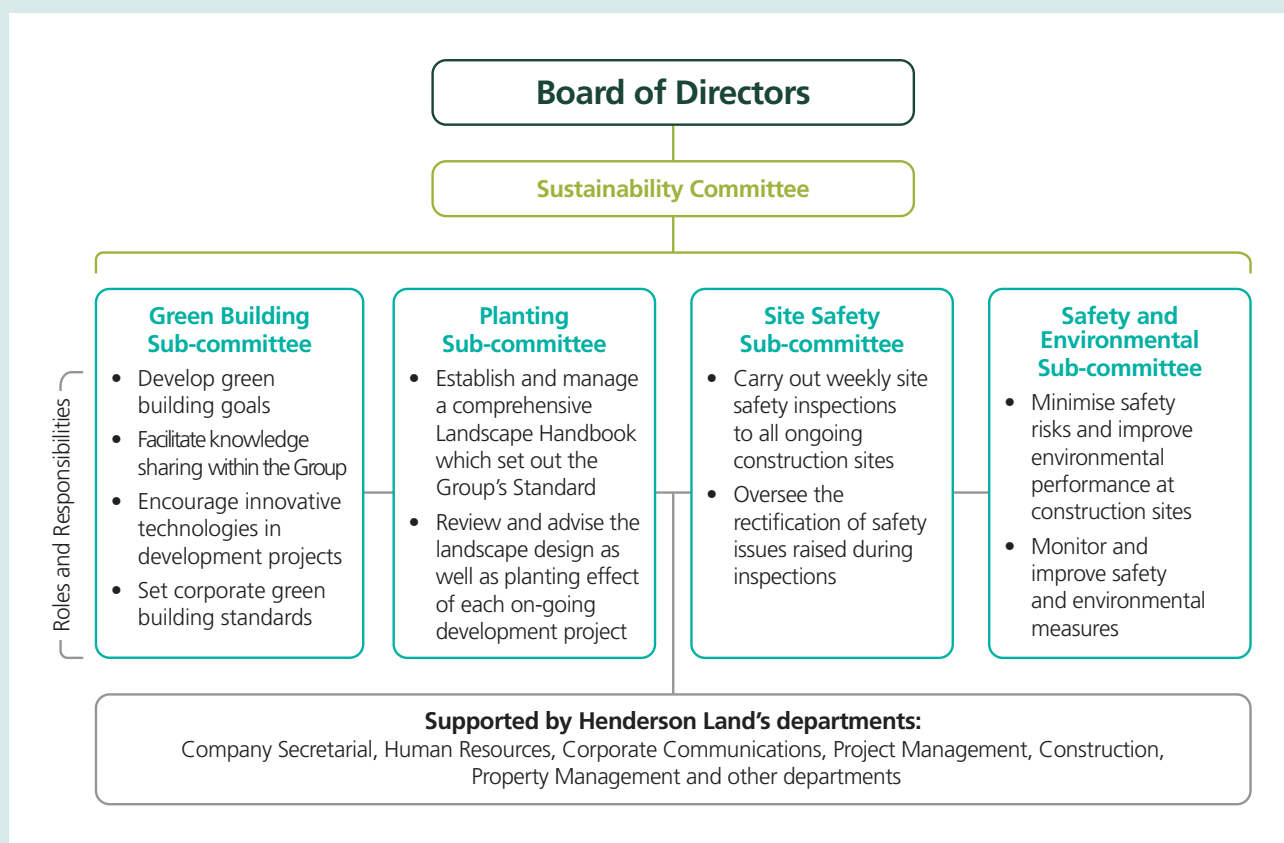 Board of Directors
Sustainability Committee
Roles and Responsibilities
Green Building
Sub-committee
• Develop green
building goals
• Facilitate knowledge
sharing within the Group
• Encourage innovative
technologies in
development projects
• Set corporate green
building standards
Planting
Sub-committee
• Establish and manage
a comprehensive
Landscape Handbook
which set out the
Group's Standard
• Review and advise the
landscape design as
well as planting effect
of each on-going
development project
Site Safety
Sub-committee
• Carry out weekly site
safety inspections
to all ongoing
construction sites
• Oversee the
rectification of safety
issues raised during
inspections
Safety and
Environmental
Sub-committee
• Minimise safety
risks and improve
environmental
performance at
construction sites
• Monitor and
improve safety
and environmental
measures
Supported by Henderson Land's departments:
Company Secretarial, Human Resources, Corporate Communications, Project Management, Construction,
Property Management and other departments